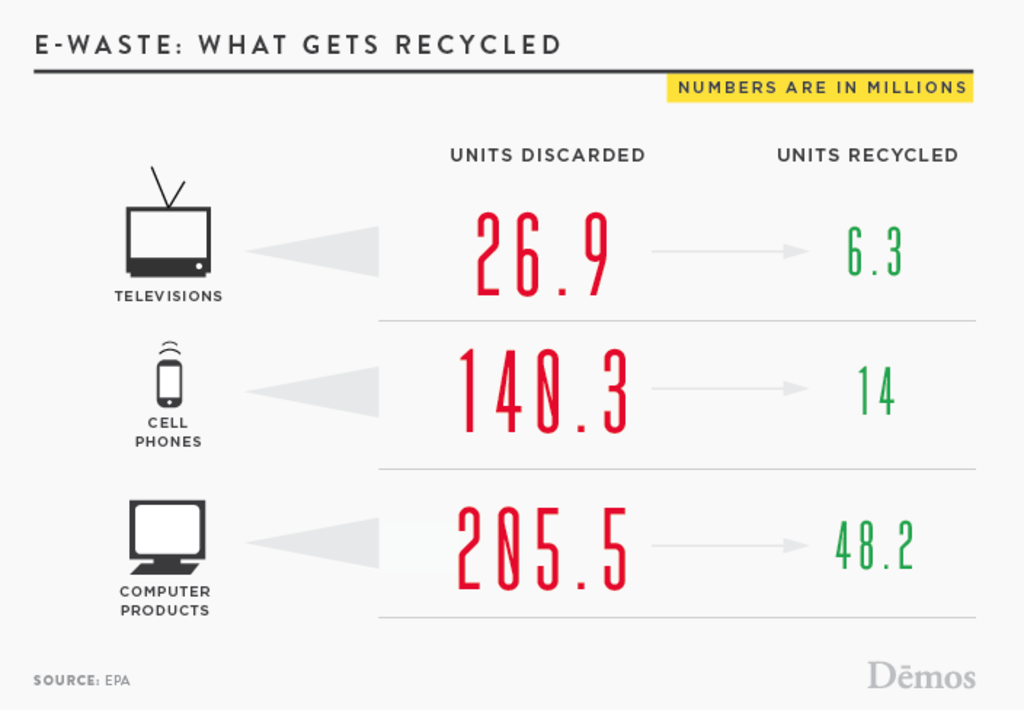 E-WASTE: WHAT GETS RECYCLED
NUMBERS ARE IN MILLIONS
UNITS DISCARDED UNITS RECYCLED
26.9 6.3
TELEVISIONS
140.3 14
CELL
PHONES
205.5 48.2
COMPUTER
PRODUCTS
SOURCE: EPA
Dēmos